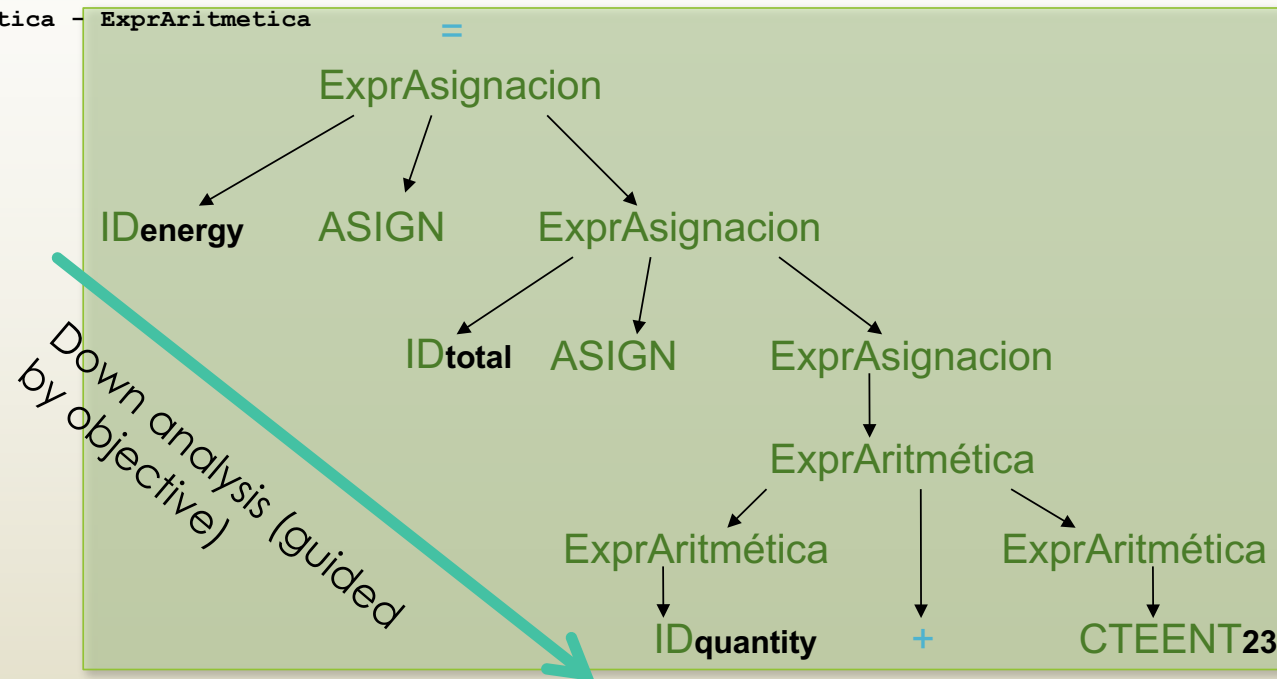 tica - ExprAritmetica
=
ExprAsignacion
IDenergy ASIGN ExprAsignacion
IDtotal ASIGN ExprAsignacion
ExprAritmética
ExprAritmética ExprAritmética
IDquantity + CTEENT23
Down analysis (guided
by objective)